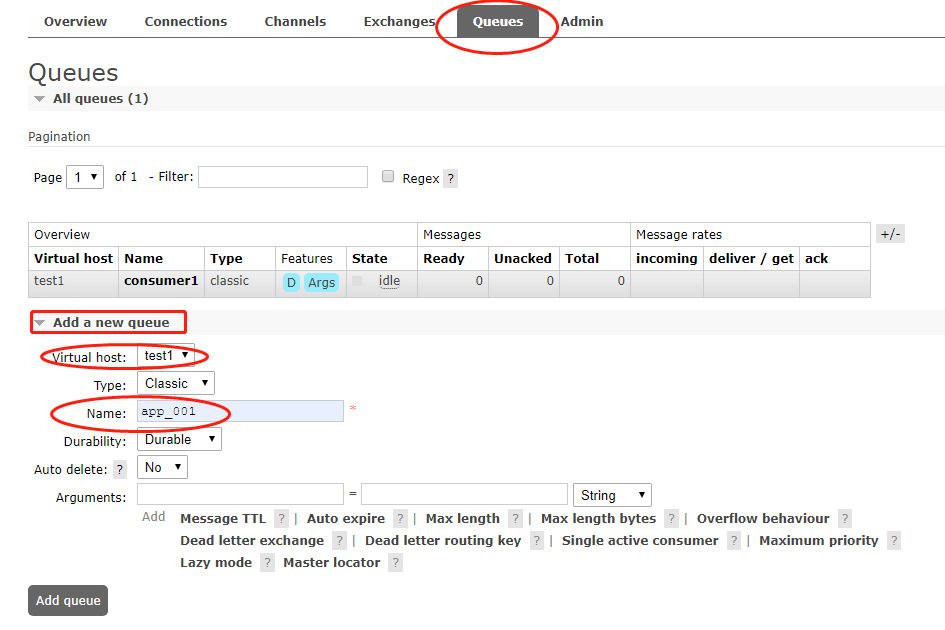 Overview Connections Channels Exchanges Queues Admin
Queues
All queues (1)
Pagination
Page 1 of 1 - Filter: Regex ?
Overview Messages Message rates +/-
Virtual host Name Type Features State Ready Unacked Total incoming deliver / get ack
test1 consumer1 classic D Args idle 0 0 0
Add a new queue
Virtual host: test1
Type: Classic
Name: app_001 *
Durability: Durable
Auto delete: ? No
Arguments: = String
Add Message TTL ? | Auto expire ? | Max length ? | Max length bytes ? | Overflow behaviour ?
Dead letter exchange ? | Dead letter routing key ? | Single active consumer ? | Maximum priority ?
Lazy mode ? Master locator ?
Add queue